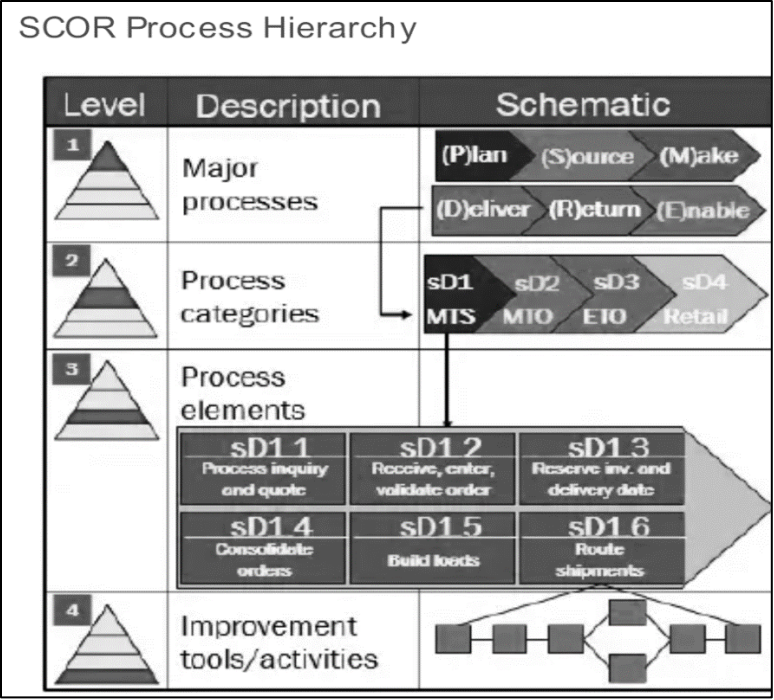 SCOR Process Hierarchy
Level Description Schematic
1
Major
processes
(P)lan (S)ource (M)ake
(D)eliver (R)eturn (E)nable
2
Process
categories
sD1 sD2 sD3 sD4
MTS MTO ETO Retail
3
Process
elements
sD1.1 sD1.2 sD1.3
Process inquiry Receive, enter, Reserve inv. and
and quote validate order delivery date
sD1.4 sD1.5 sD1.6
Consolidate Build loads Route
orders shipments
4
Improvement
tools/activities